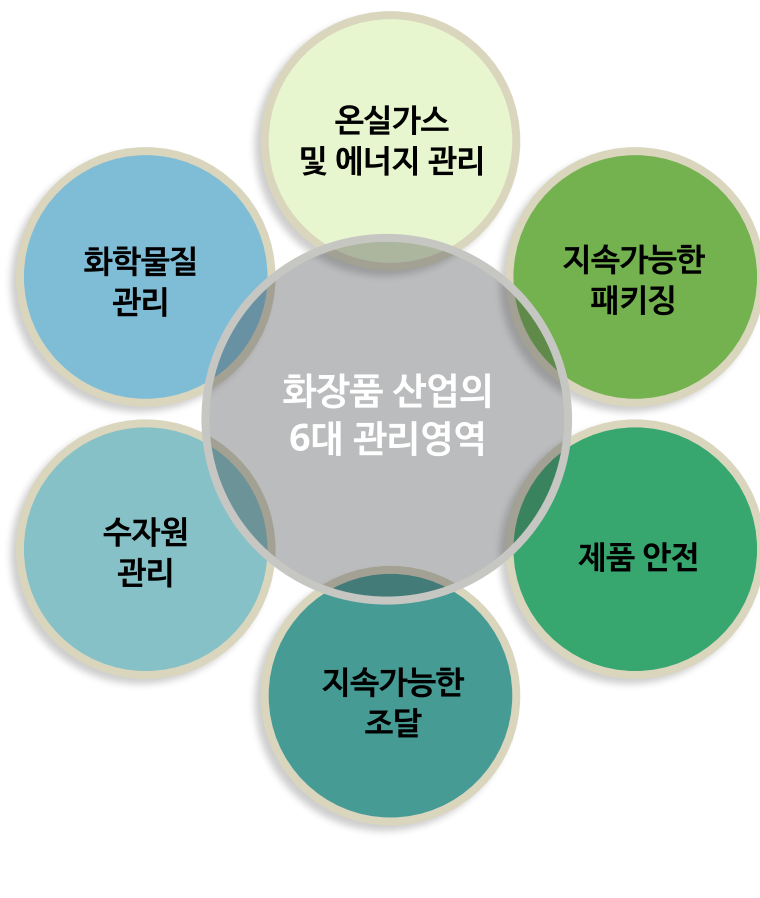 온실가스
및 에너지 관리
화학물질
관리
지속가능한
패키징
화장품 산업의
6대 관리영역
수자원
관리
제품 안전
지속가능한
조달